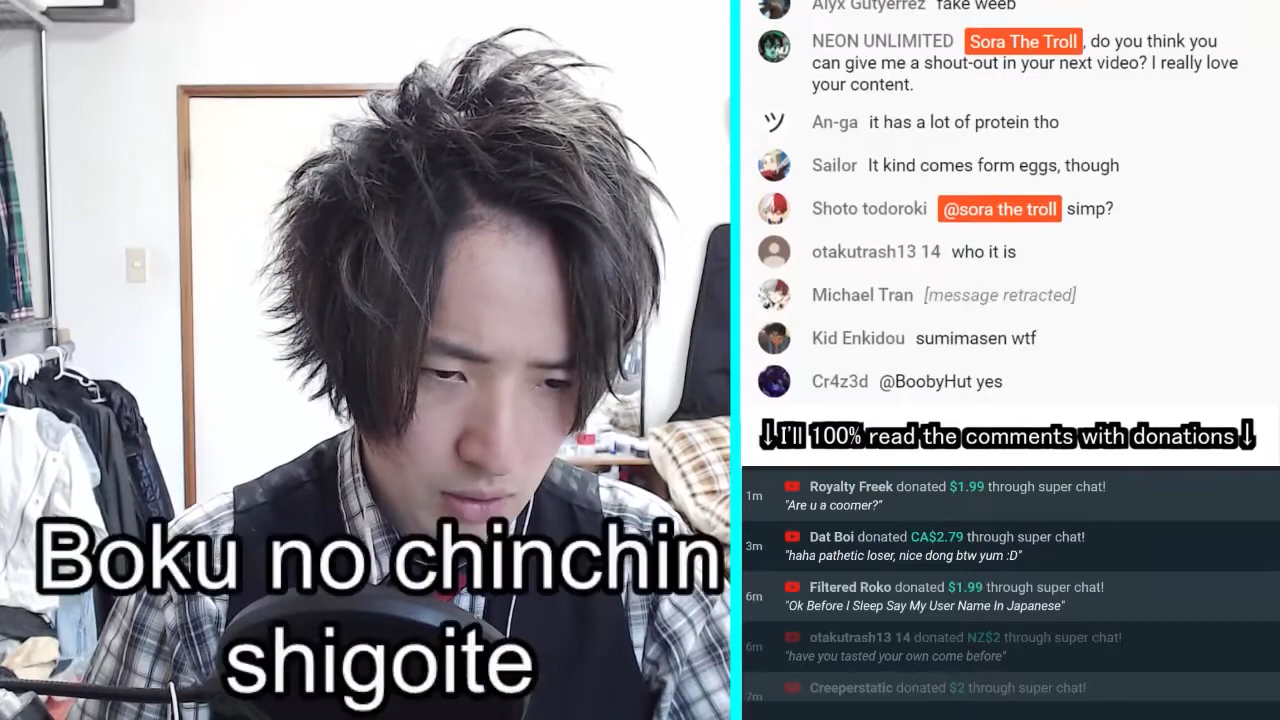 Boku no chinchin
shigoite
Alyx Gutyerrez fake weeb
NEON UNLIMITED Sora The Troll, do you think you
can give me a shout-out in your next video? I really love
your content.
ツ An-ga it has a lot of protein tho
Sailor It kind comes form eggs, though
Shoto todoroki @sora the troll simp?
otakutrash13 14 who it is
Michael Tran [message retracted]
Kid Enkidou sumimasen wtf
Cr4z3d @BoobyHut yes
↓I'll 100% read the comments with donations↓
1m Royalty Freek donated $1.99 through super chat!
"Are u a coomer?"
3m Dat Boi donated CA$2.79 through super chat!
"haha pathetic loser, nice dong btw yum :D"
6m Filtered Roko donated $1.99 through super chat!
"Ok Before I Sleep Say My User Name In Japanese"
6m otakutrash13 14 donated NZ$2 through super chat!
"have you tasted your own come before"
7m Creeperstatic donated $2 through super chat!